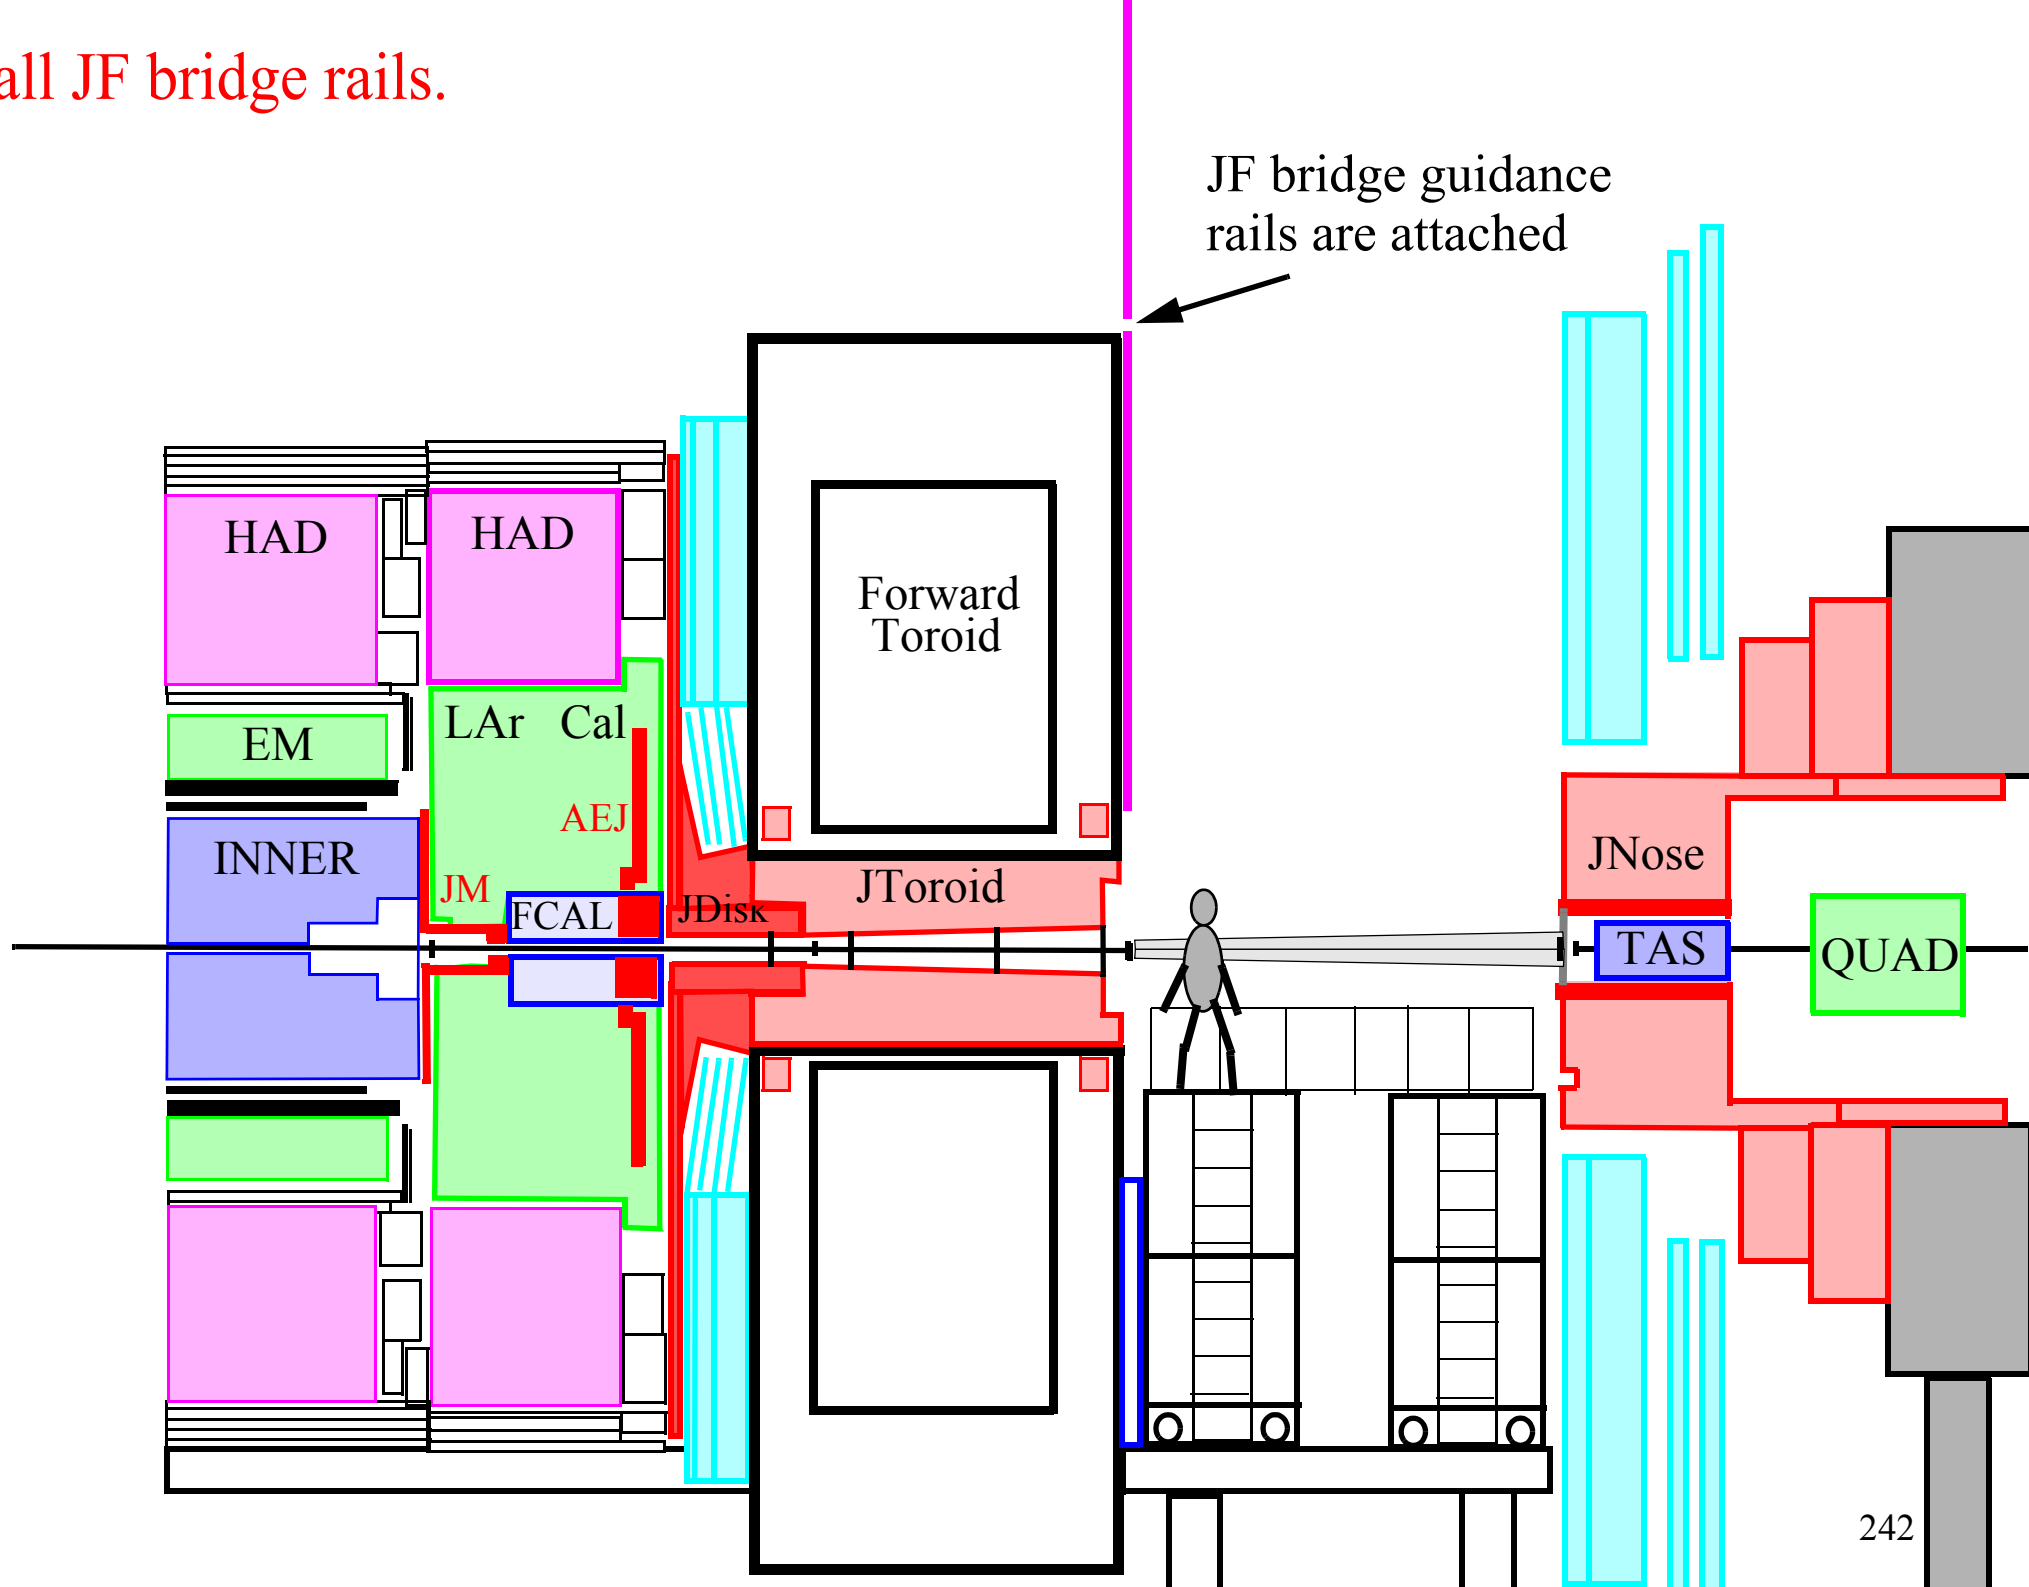 all JF bridge rails.
JF bridge guidance
rails are attached
HAD
HAD
Forward
Toroid
LAr Cal
EM
AEJ
INNER
JM
FCAL
JDisk
JToroid
JNose
TAS
QUAD
242